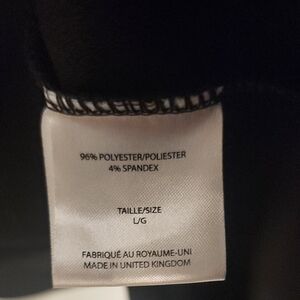 96% POLYESTER/POLIESTER
4% SPANDEX
TAILLE/SIZE
L/G
FABRIQUÉ AU ROYAUME-UNI
MADE IN UNITED KINGDOM